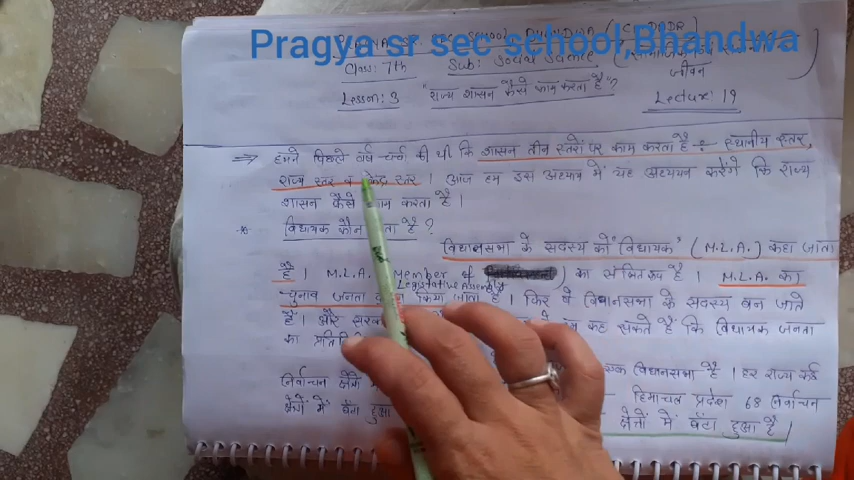 Pragya sr sec school,Bhandwa
Class: 7th Sub: Social Science
जीवन
Lesson: 3 "राज्य शासन कैसे काम करता है"? Lecture: 19
⇒ हमने पिछले वर्ष चर्चा की थी कि शासन तीन स्तरों पर काम करता है :- स्थानीय स्तर,
राज्य स्तर व केंद्र स्तर । आज हम इस अध्याय में यह अध्ययन करेंगे कि राज्य
शासन कैसे काम करता है ।
* विधायक कौन होता है ?
विधानसभा के सदस्य को "विधायक" (M.L.A.) कहा जाता
है । M.L.A. Member of Legislative Assembly) का संक्षिप्त रूप है । M.L.A. का
चुनाव जनता किया जाता है । फिर वे विधानसभा के सदस्य बन जाते
हैं । और कह सकते हैं कि विधायक जनता
का
निर्वाचन क्षेत्रों विधानसभा है । हर राज्य कई
हिमाचल प्रदेश 68 निर्वाचन
क्षेत्रों में बंटा हुआ क्षेत्रों में बंटा हुआ है ।